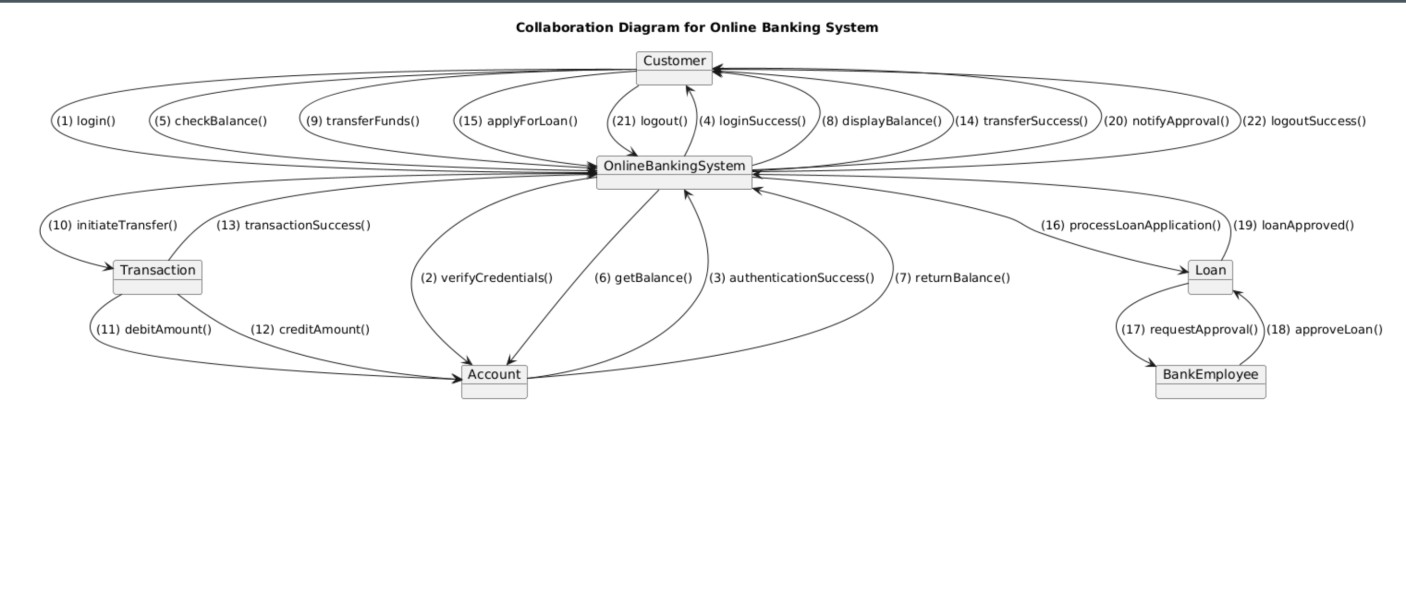 Collaboration Diagram for Online Banking System
Customer
(1) login()
(5) checkBalance()
(9) transferFunds()
(15) applyForLoan()
(21) logout()
(4) loginSuccess()
(8) displayBalance()
(14) transferSuccess()
(20) notifyApproval()
(22) logoutSuccess()
OnlineBankingSystem
(10) initiateTransfer()
(13) transactionSuccess()
(16) processLoanApplication()
(19) loanApproved()
Transaction
(2) verifyCredentials()
(6) getBalance()
(3) authenticationSuccess()
(7) returnBalance()
Loan
(11) debitAmount()
(12) creditAmount()
(17) requestApproval()
(18) approveLoan()
Account
BankEmployee